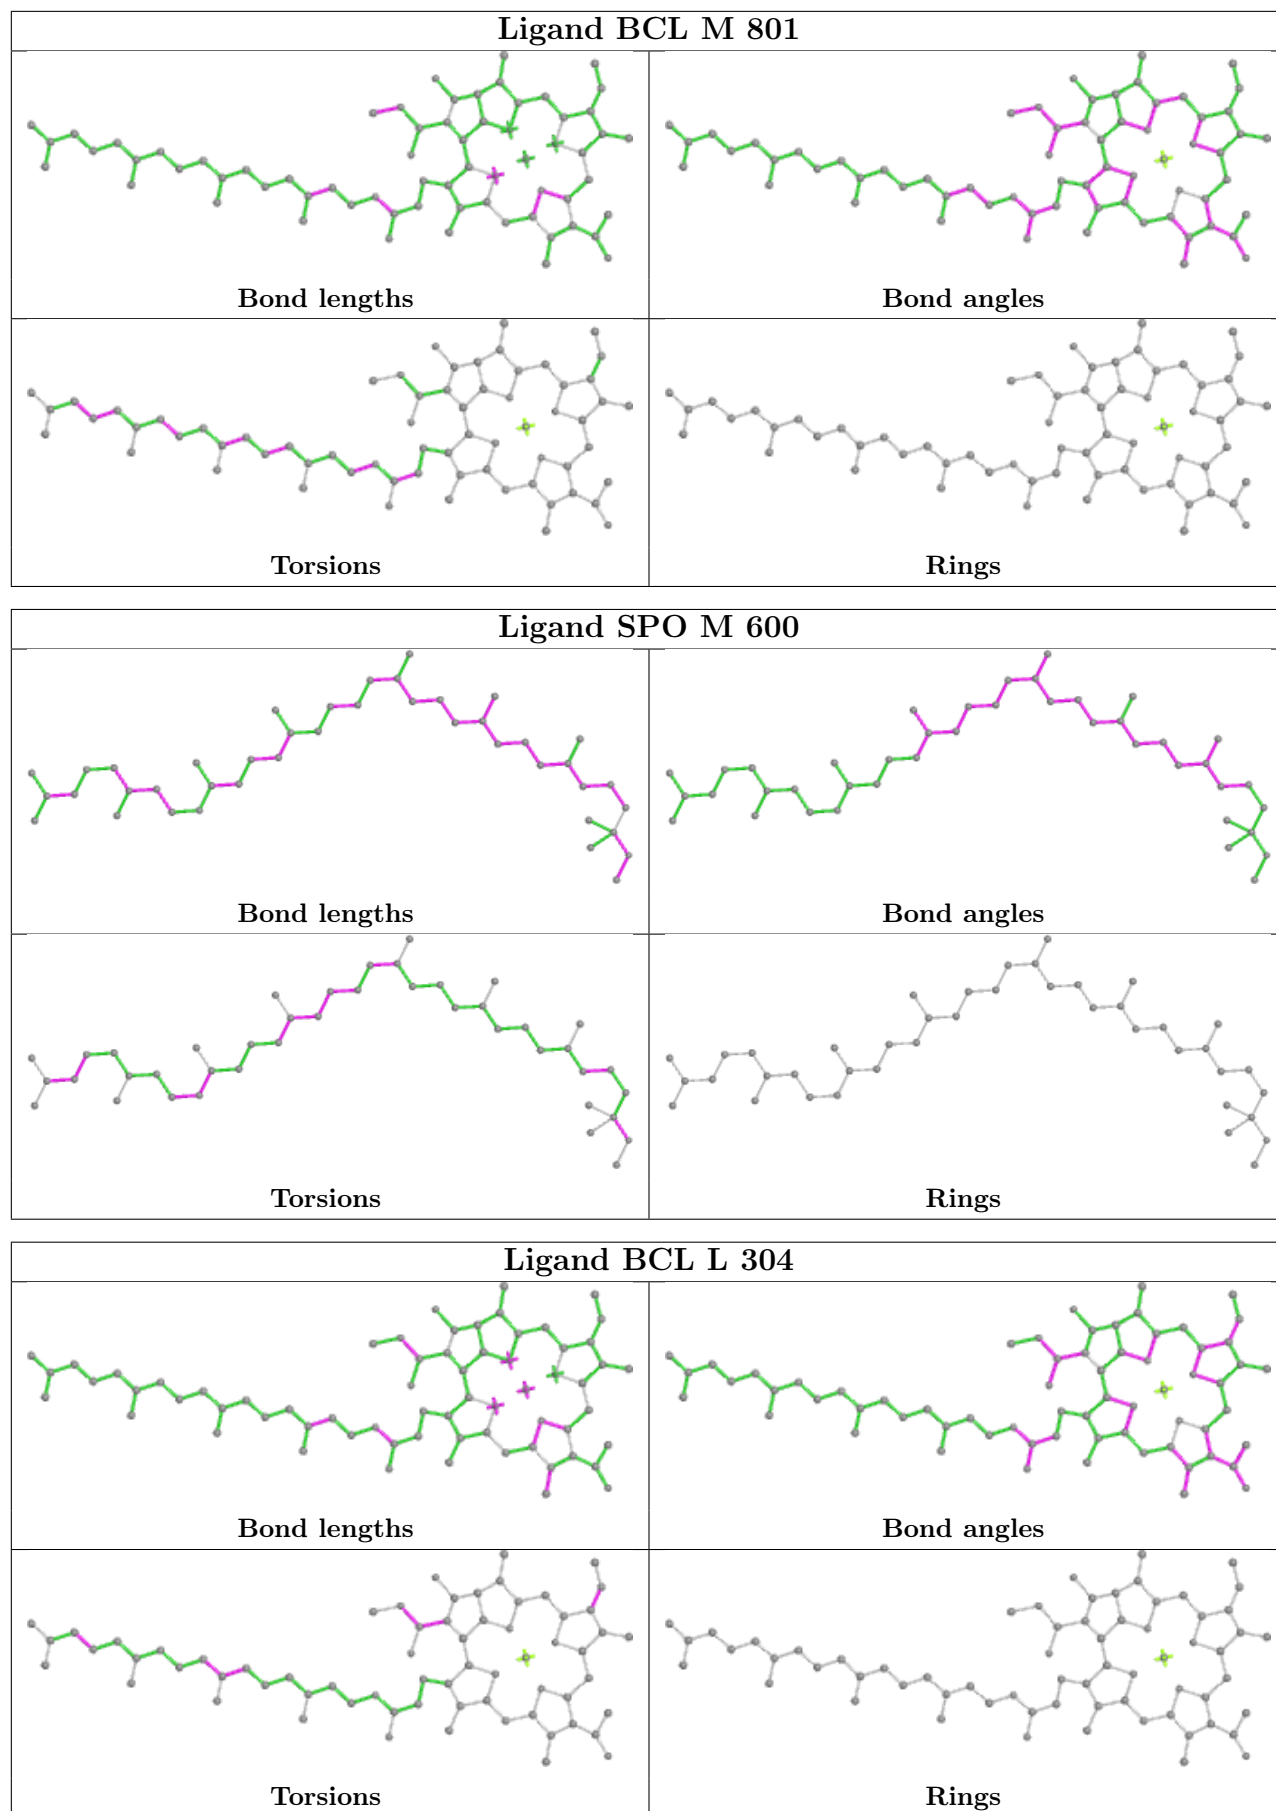 Ligand BCL M 801
Bond lengths
Bond angles
Torsions
Rings
Ligand SPO M 600
Bond lengths
Bond angles
Torsions
Rings
Ligand BCL L 304
Bond lengths
Bond angles
Torsions
Rings